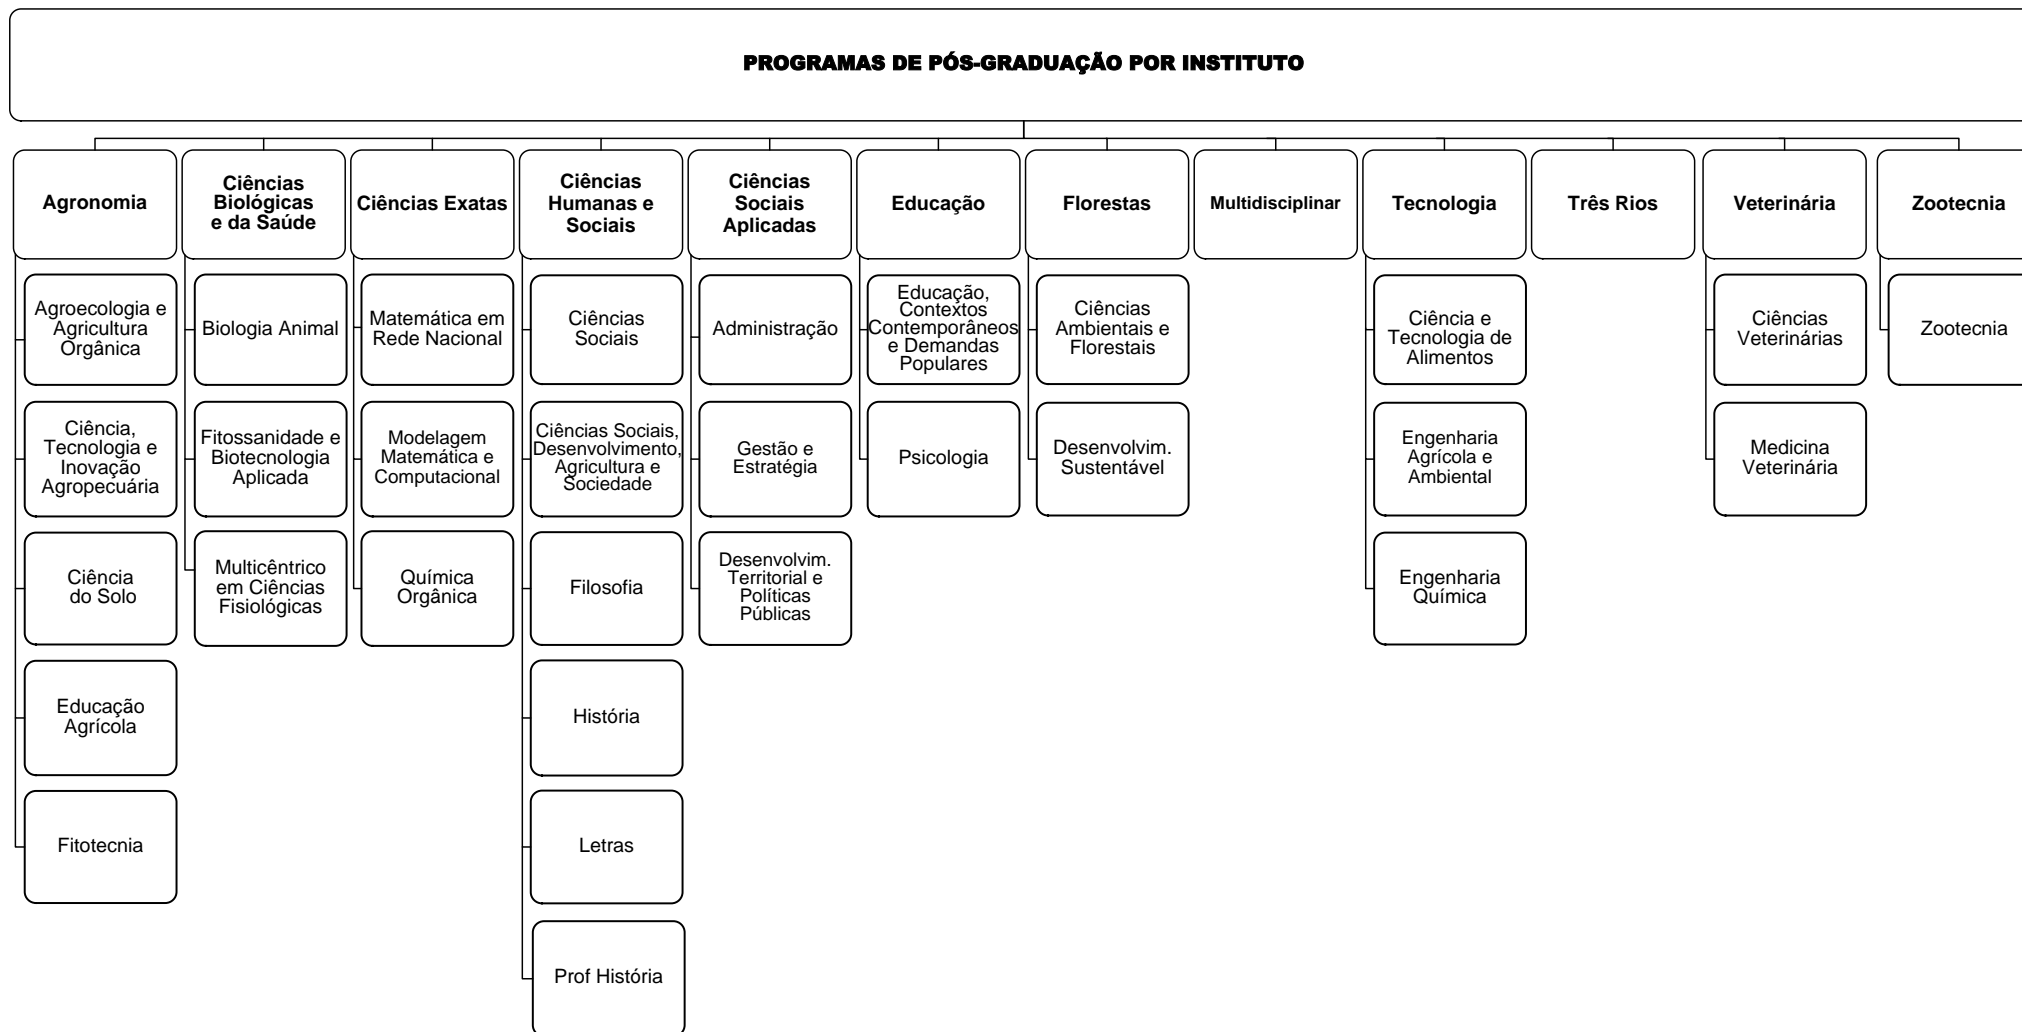 PROGRAMAS DE PÓS-GRADUAÇÃO POR INSTITUTO
Agronomia
Ciências
Biológicas
e da Saúde
Ciências Exatas
Ciências
Humanas e
Sociais
Ciências
Sociais
Aplicadas
Educação
Florestas
Multidisciplinar
Tecnologia
Três Rios
Veterinária
Zootecnia
Agroecologia e
Agricultura
Orgânica
Biologia Animal
Matemática em
Rede Nacional
Ciências
Sociais
Administração
Educação,
Contextos
Contemporâneos
e Demandas
Populares
Ciências
Ambientais e
Florestais
Ciência e
Tecnologia de
Alimentos
Ciências
Veterinárias
Zootecnia
Ciência,
Tecnologia e
Inovação
Agropecuária
Fitossanidade e
Biotecnologia
Aplicada
Modelagem
Matemática e
Computacional
Ciências Sociais,
Desenvolvimento,
Agricultura e
Sociedade
Gestão e
Estratégia
Psicologia
Desenvolvim.
Sustentável
Engenharia
Agrícola e
Ambiental
Medicina
Veterinária
Ciência
do Solo
Multicêntrico
em Ciências
Fisiológicas
Química
Orgânica
Filosofia
Desenvolvim.
Territorial e
Políticas
Públicas
Engenharia
Química
Educação
Agrícola
História
Fitotecnia
Letras
Prof História